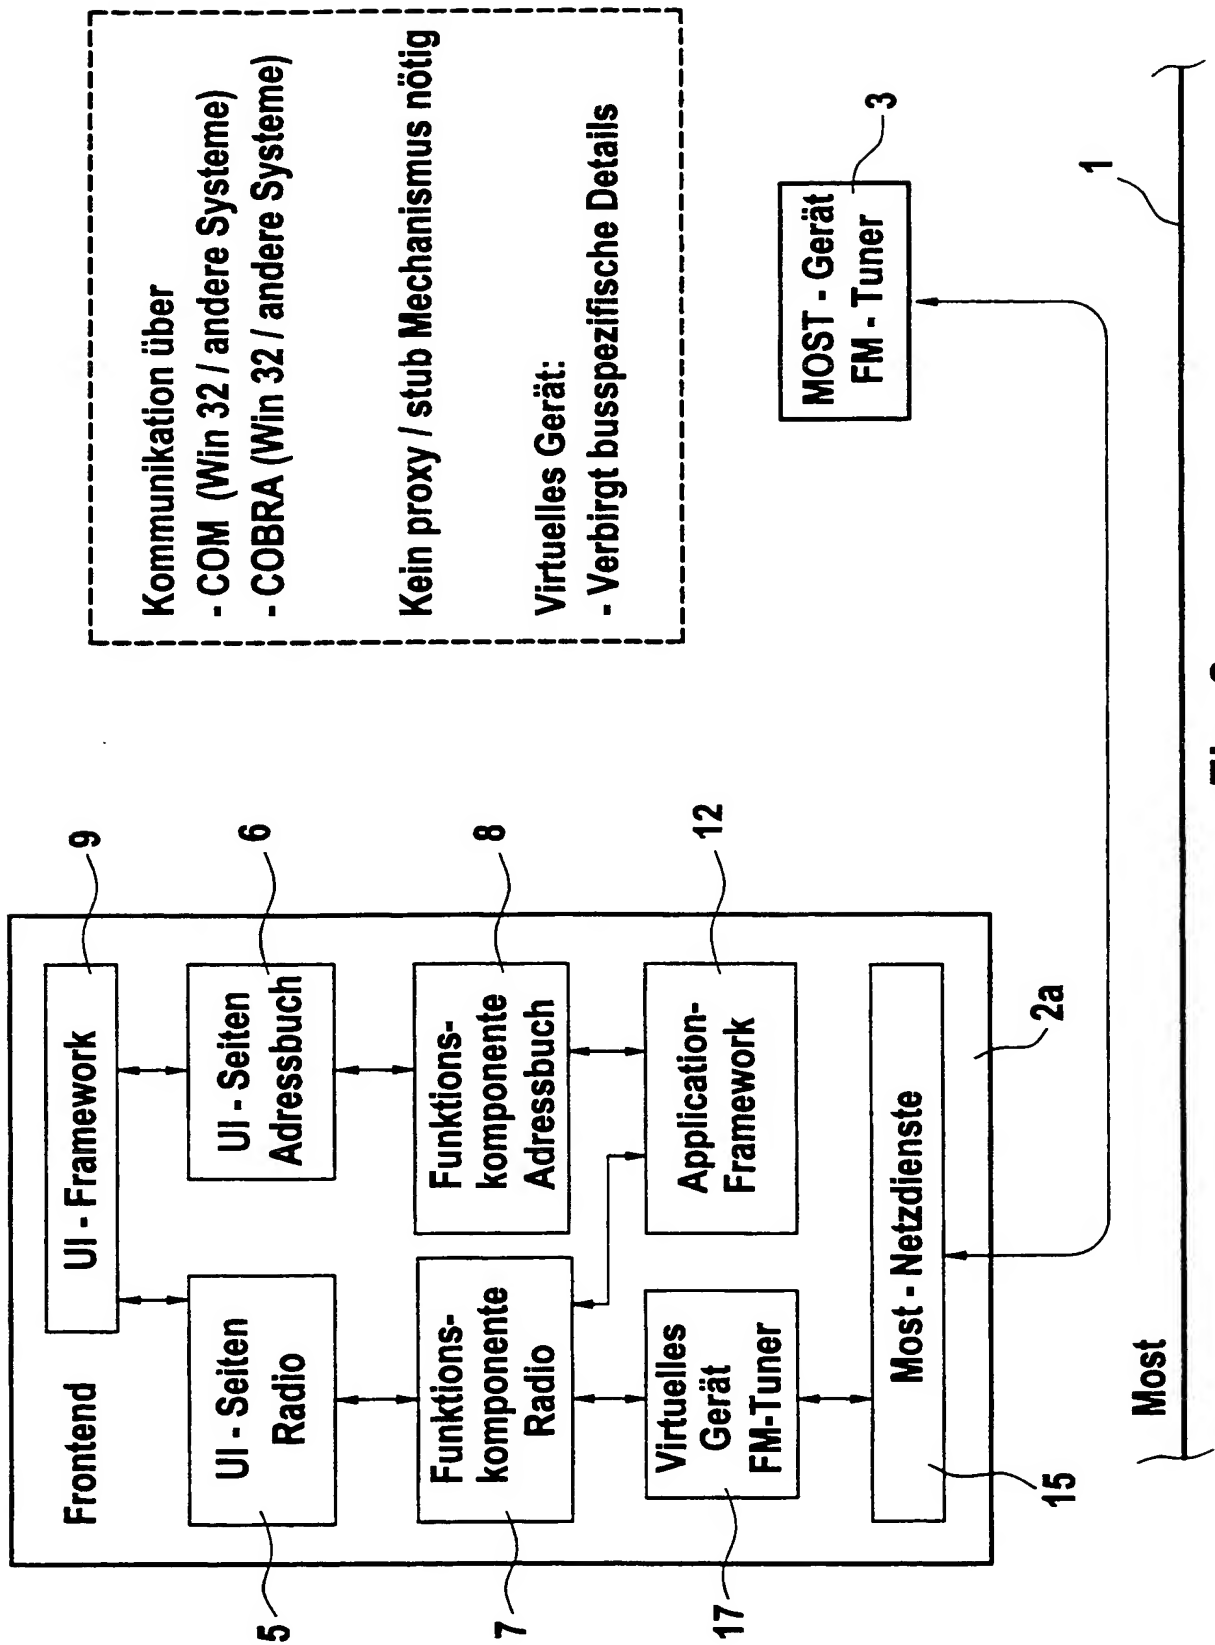 Frontend
UI - Framework
9
UI - Seiten
Radio
5
UI - Seiten
Adressbuch
6
Funktions-
komponente
Radio
7
Funktions-
komponente
Adressbuch
8
Virtuelles
Gerät
FM-Tuner
17
Application-
Framework
12
Most - Netzdienste
15
2a
Kommunikation über
- COM (Win 32 / andere Systeme)
- COBRA (Win 32 / andere Systeme)
Kein proxy / stub Mechanismus nötig
Virtuelles Gerät:
- Verbirgt busspezifische Details
MOST - Gerät
FM - Tuner
3
Most
1